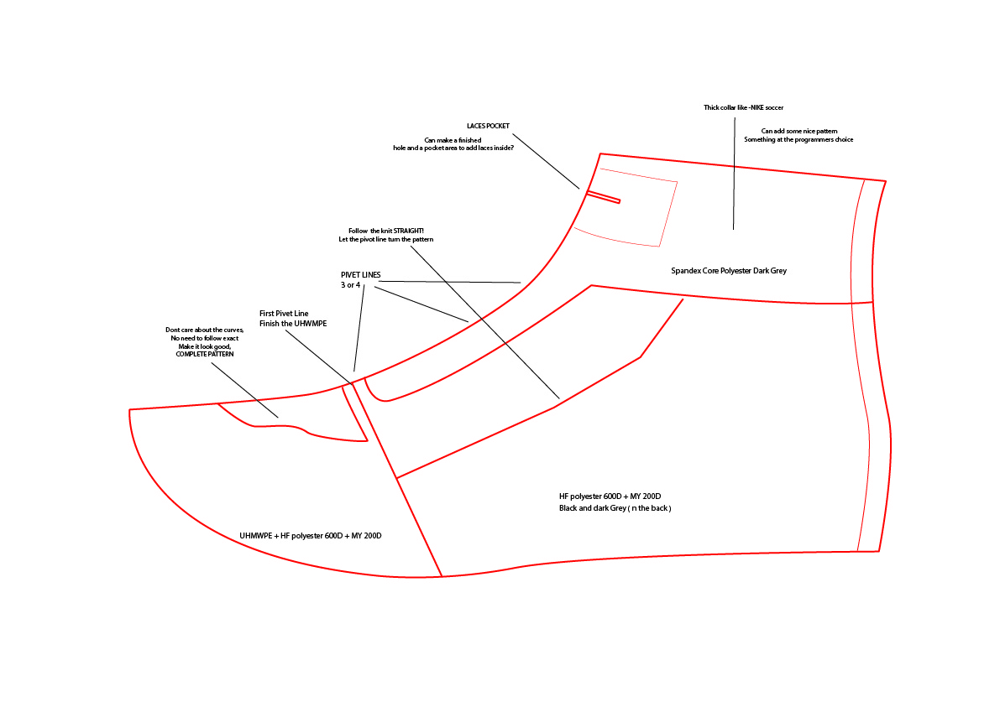 Thick collar like -NIKE soccer
Can add some nice pattern
Something at the programmers choice
LACES POCKET
Can make a finished
hole and a pocket area to add laces inside?
Follow the knit STRAIGHT!
Let the pivot line turn the pattern
PIVET LINES
3 or 4
Spandex Core Polyester Dark Grey
First Pivet Line
Finish the UHWMPE
Dont care about the curves,
No need to follow exact
Make it look good,
COMPLETE PATTERN
HF polyester 600D + MY 200D
Black and dark Grey ( n the back )
UHMWPE + HF polyester 600D + MY 200D